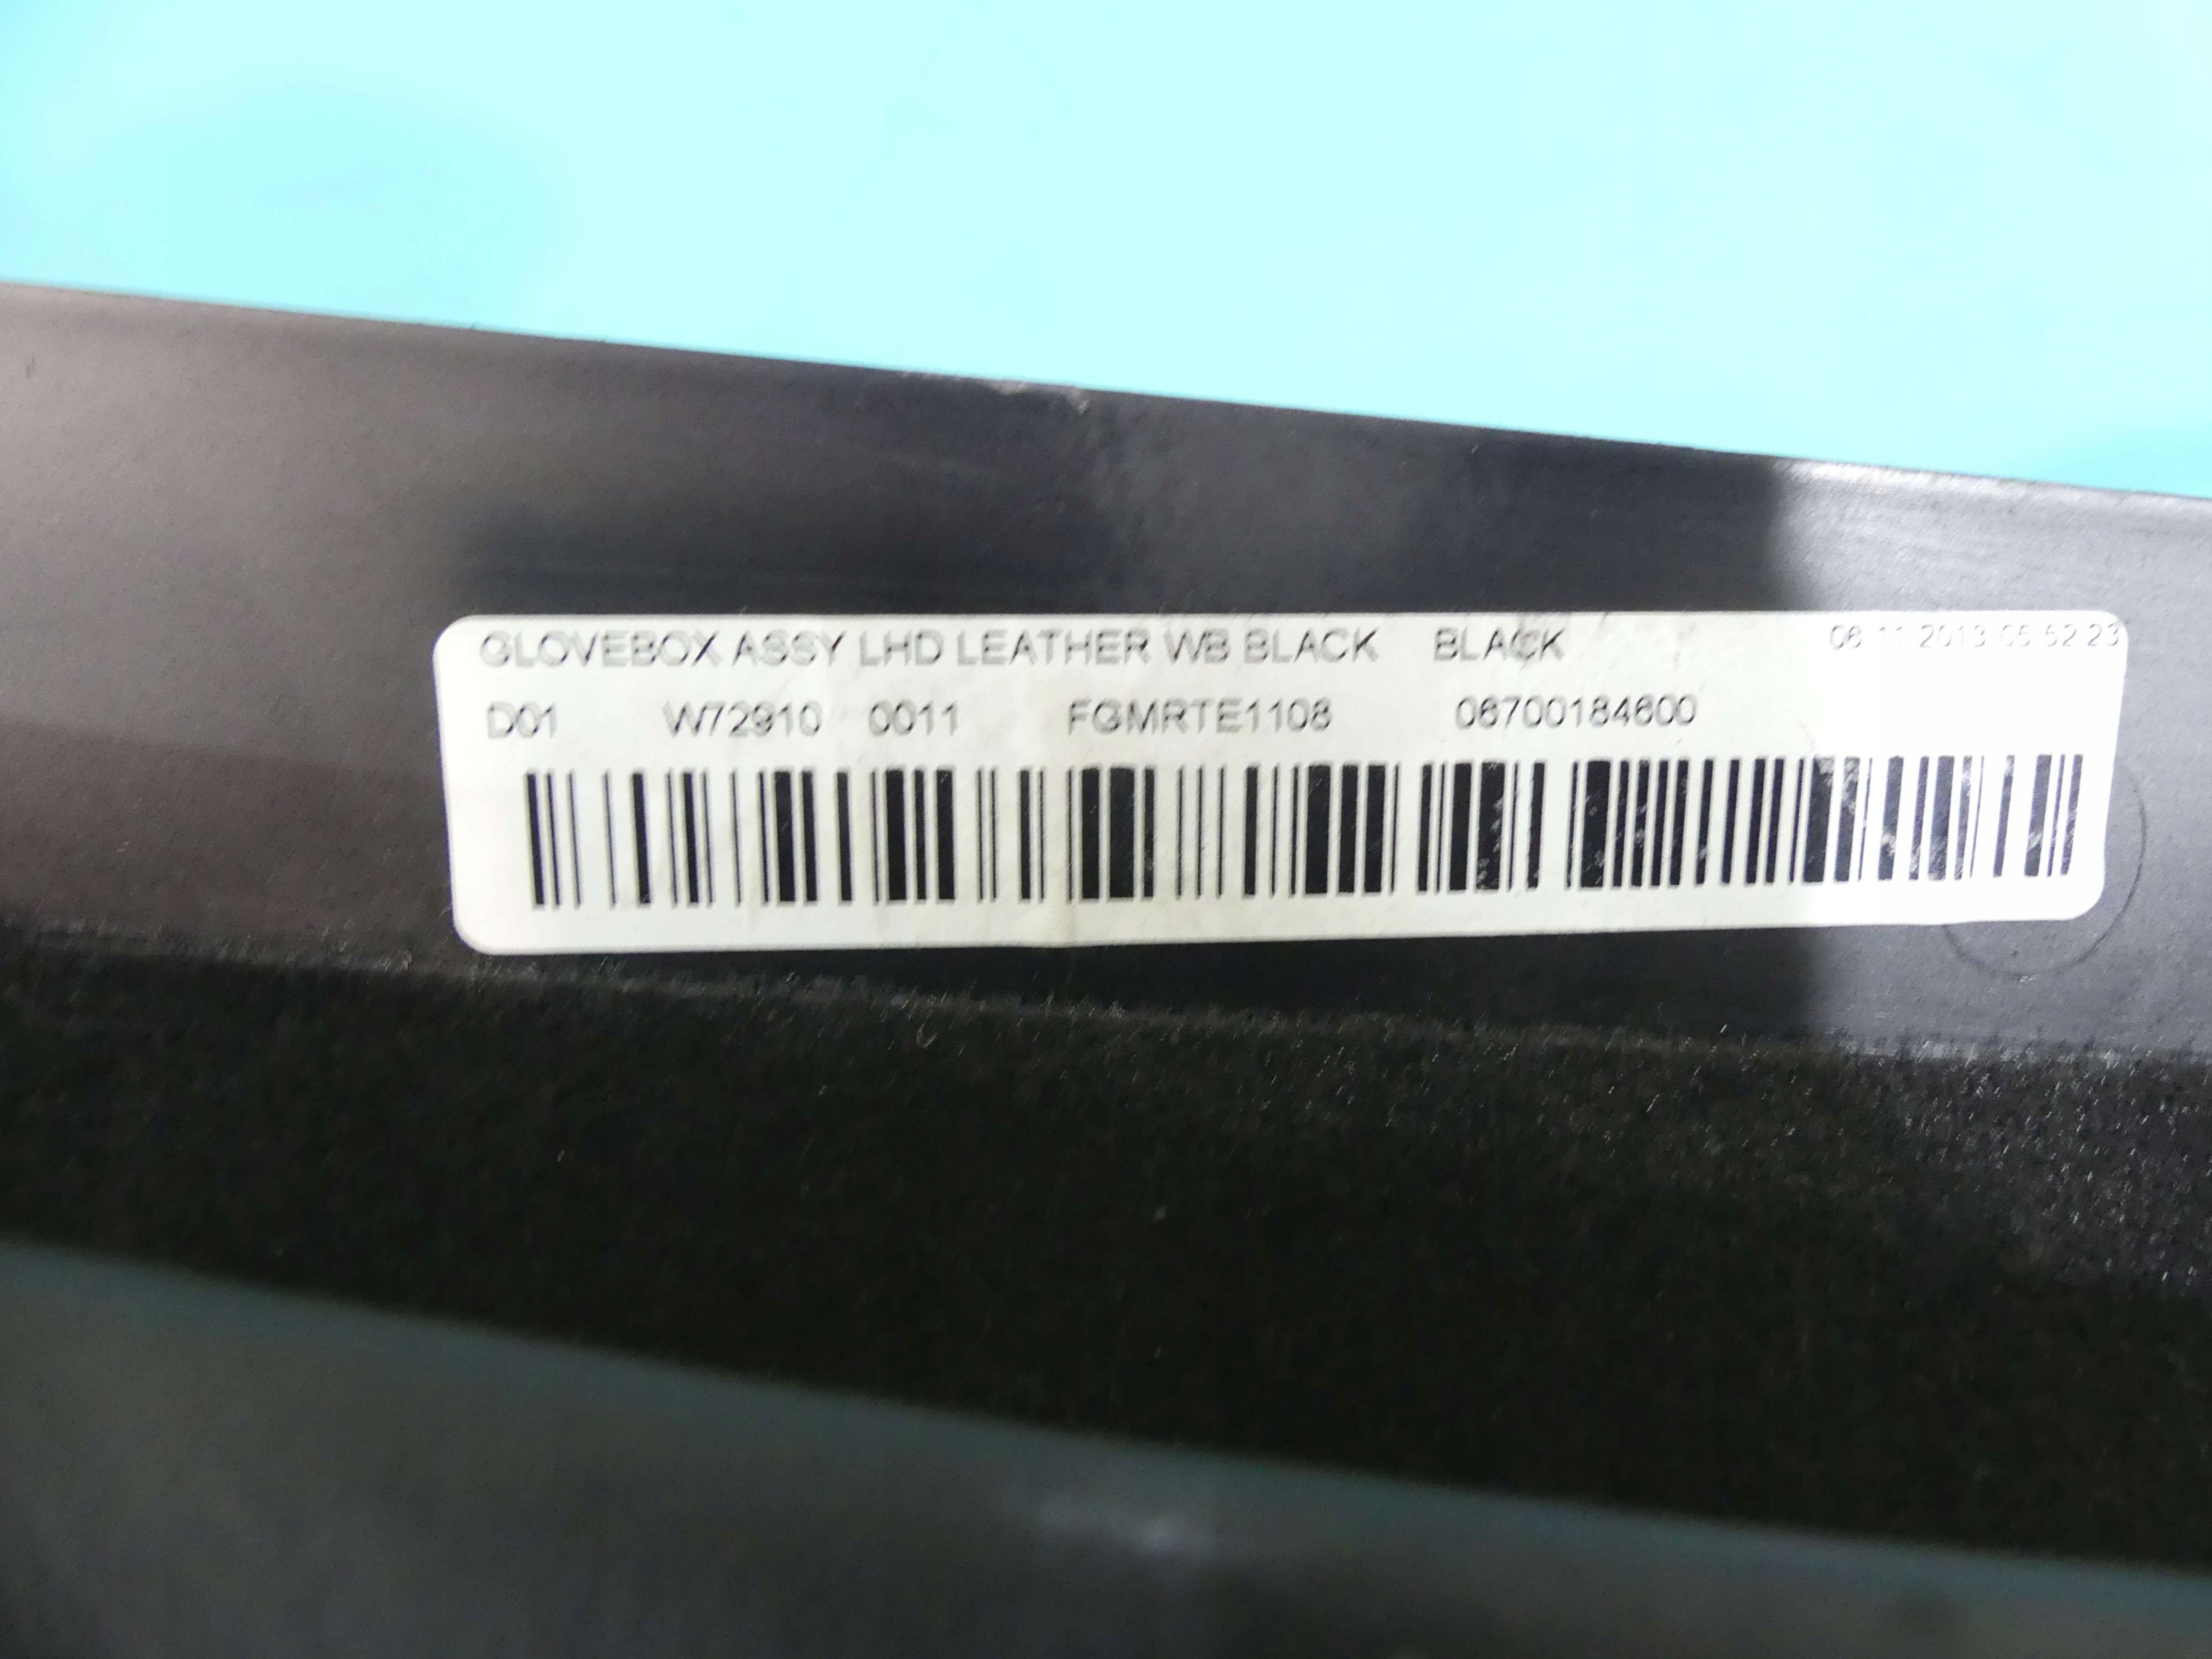 GLOVEBOX ASSY LHD LEATHER WB BLACK BLACK 06 11 2013 05 52 23
D01 W72910 0011 FGMRTE1108 06700184600